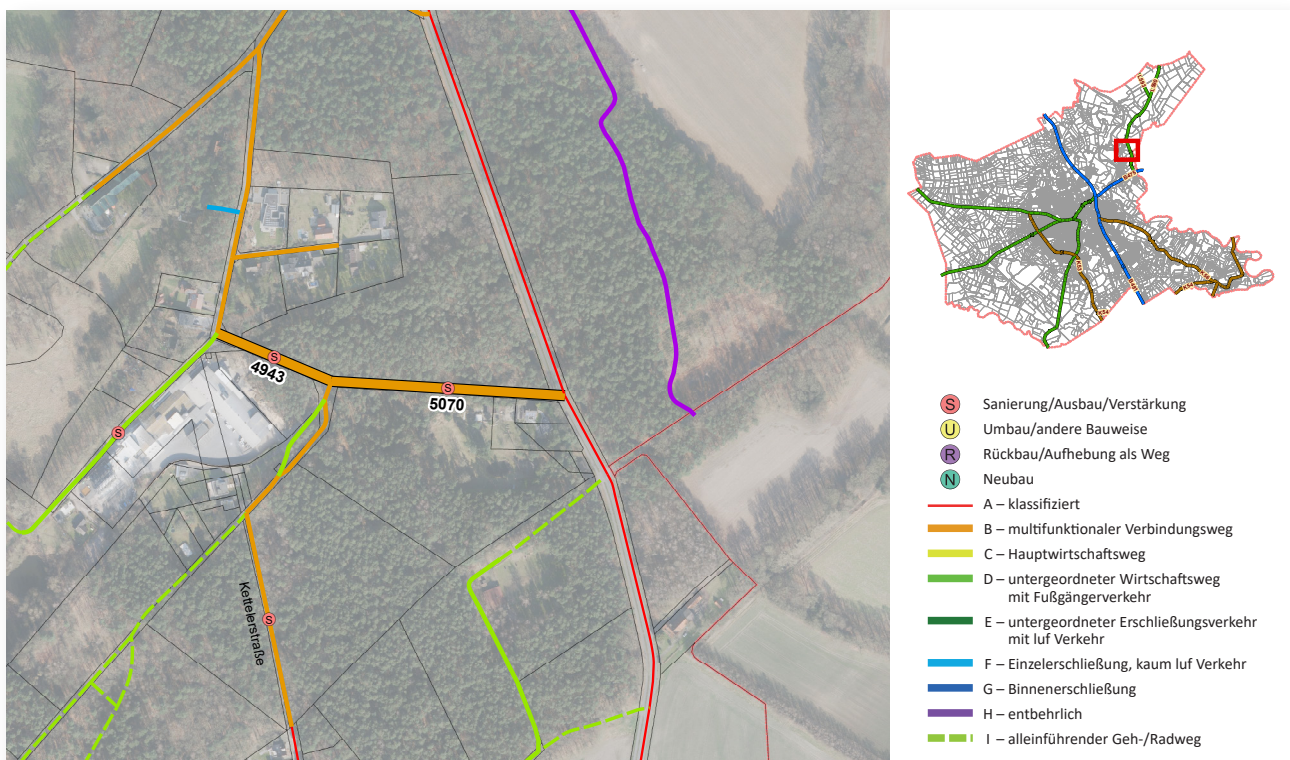 S
4943
S
5070
S
Kettelerstraße
S
S Sanierung/Ausbau/Verstärkung
U Umbau/andere Bauweise
R Rückbau/Aufhebung als Weg
N Neubau
A – klassifiziert
B – multifunktionaler Verbindungsweg
C – Hauptwirtschaftsweg
D – untergeordneter Wirtschaftsweg
mit Fußgängerverkehr
E – untergeordneter Erschließungsverkehr
mit luf Verkehr
F – Einzelerschließung, kaum luf Verkehr
G – Binnenerschließung
H – entbehrlich
I – alleinführender Geh-/Radweg